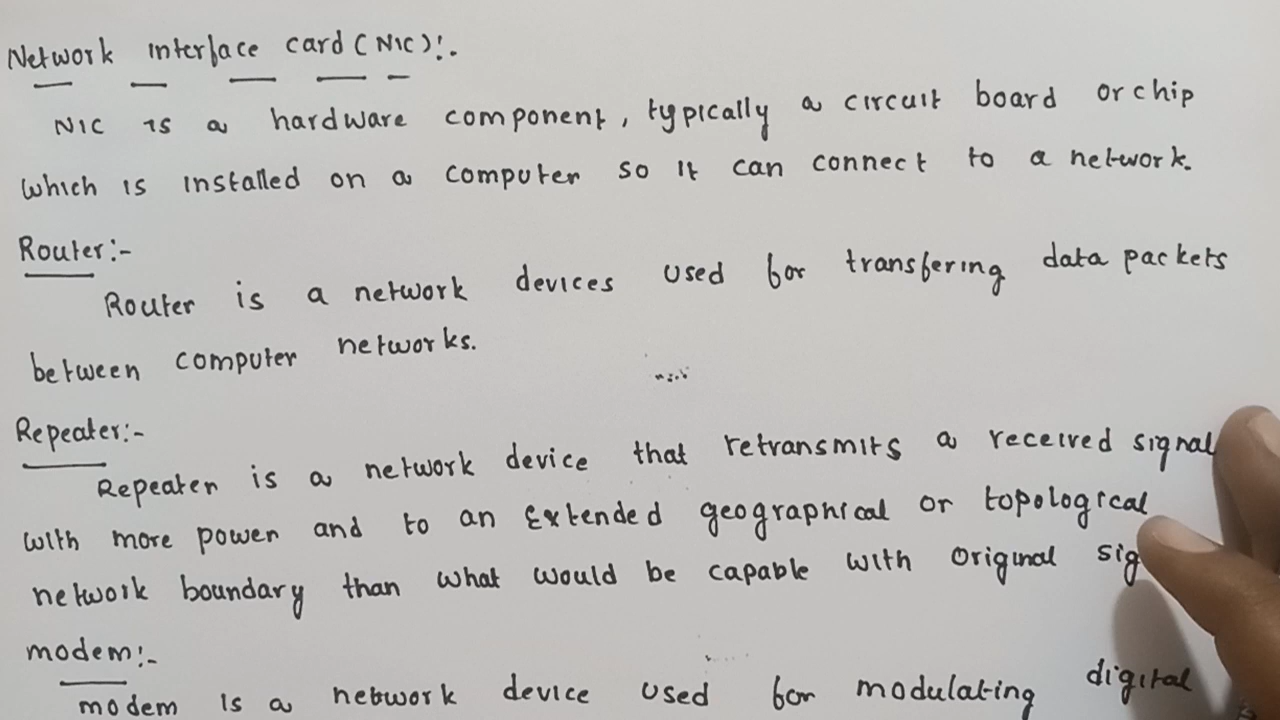 Network Interface card (NIC):-
NIC is a hardware component, typically a circuit board or chip
which is installed on a computer so it can connect to a network.
Router:-
Router is a network devices used for transfering data packets
between computer networks.
Repeater:-
Repeater is a network device that retransmits a received signal
with more power and to an extended geographical or topological
network boundary than what would be capable with original sig
modem:-
modem is a network device used for modulating digital